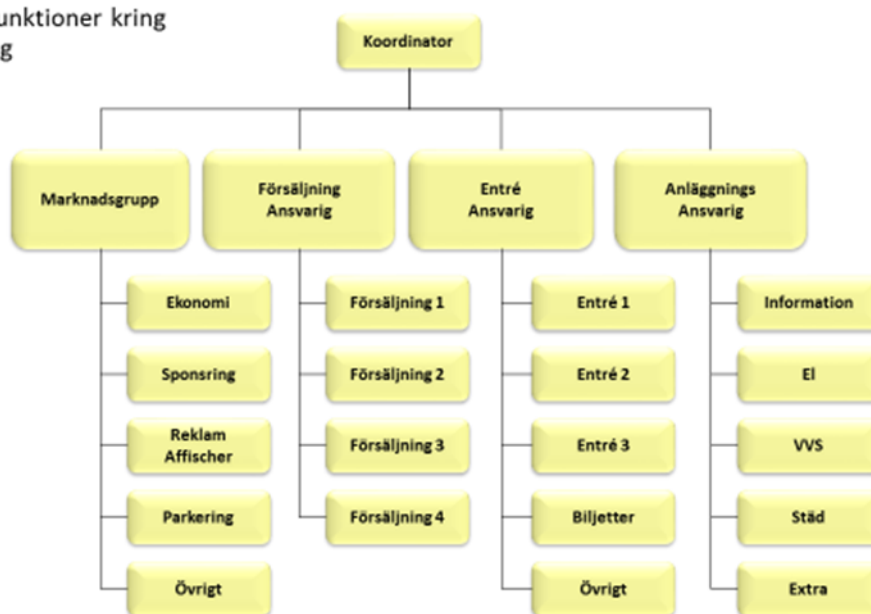 unktioner kring
g
Koordinator
Marknadsgrupp
Försäljning
Ansvarig
Entré
Ansvarig
Anläggnings
Ansvarig
Ekonomi
Sponsring
Reklam
Affischer
Parkering
Övrigt
Försäljning 1
Försäljning 2
Försäljning 3
Försäljning 4
Entré 1
Entré 2
Entré 3
Biljetter
Övrigt
Information
El
VVS
Städ
Extra